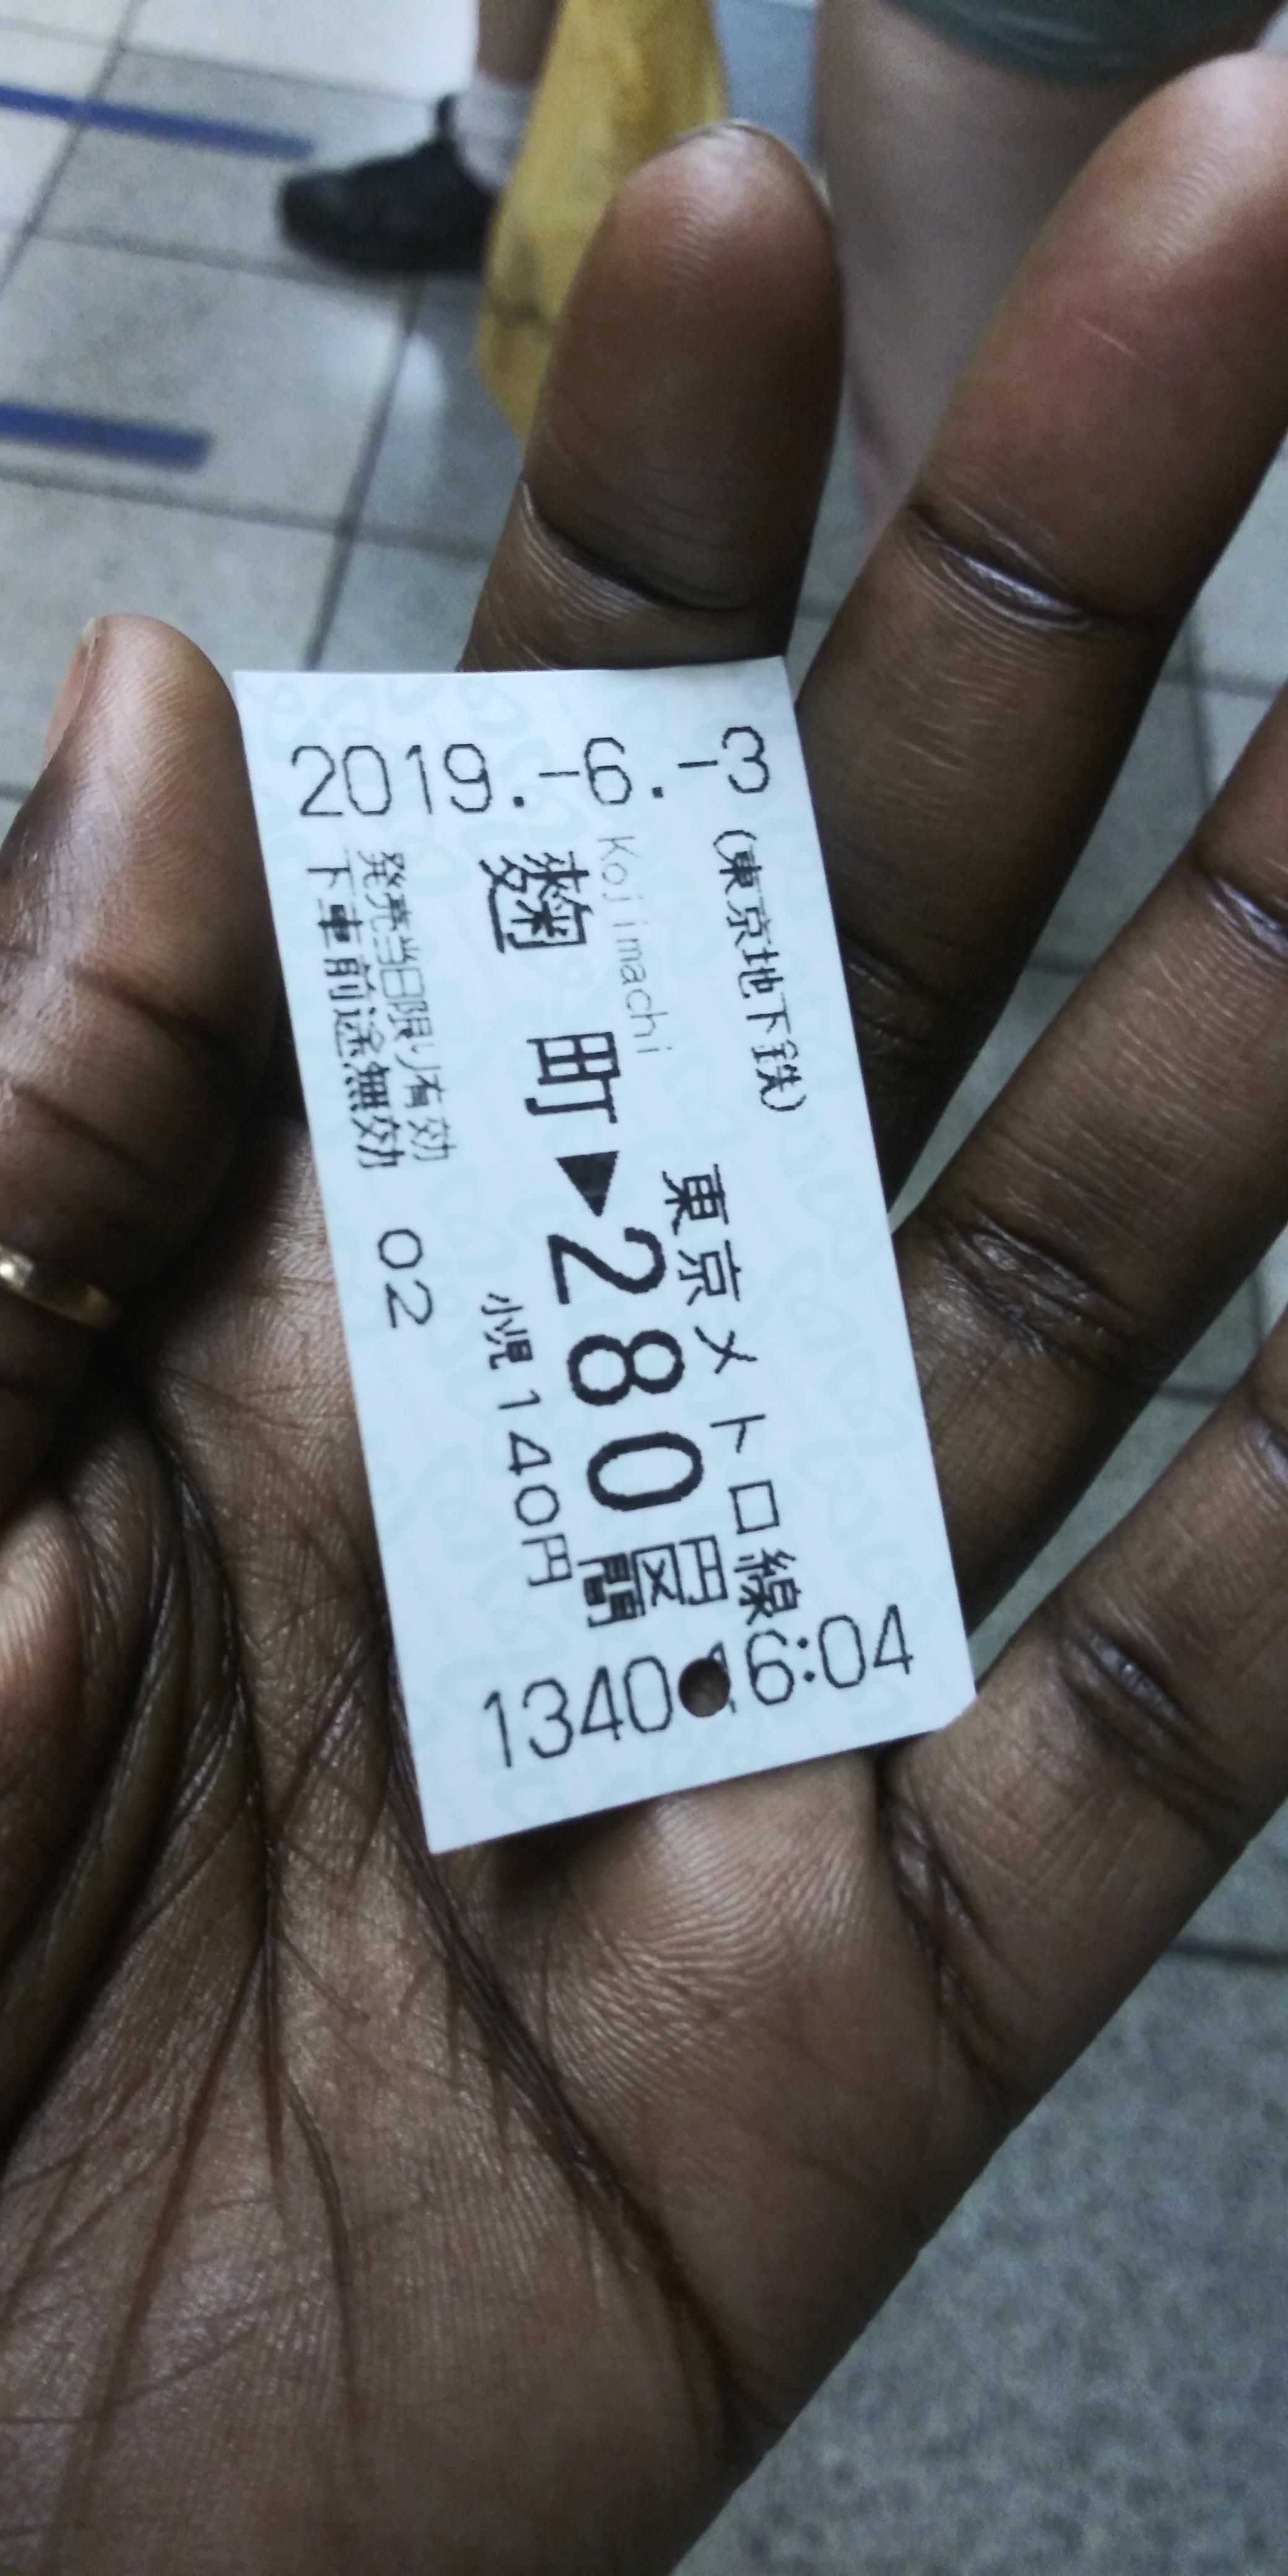 2019.-6.-3
(東京地下鉄)
Kojimachi
麹町▶280円区間
東京メトロ線
小児140円
発売当日限り有効
下車前途無効 02
1340 16:04